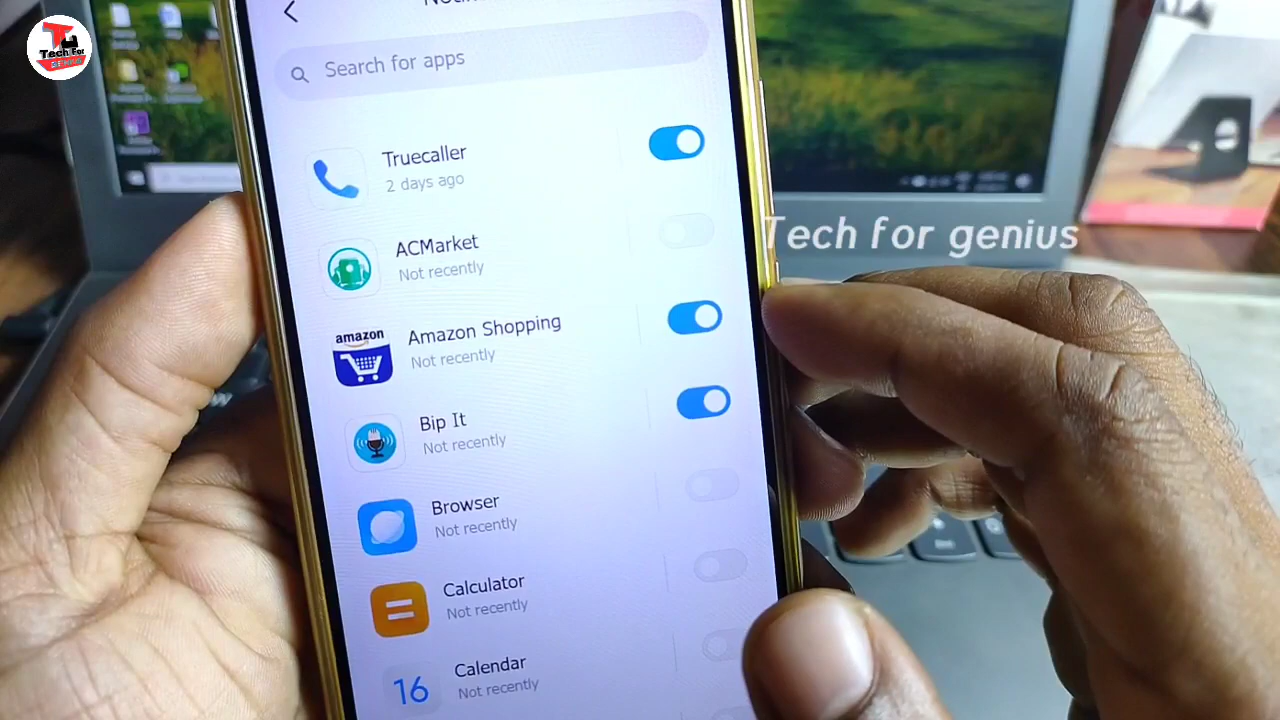 Tech For
GENIUS
Search for apps
Truecaller
2 days ago
ACMarket
Not recently
Tech for genius
amazon
Amazon Shopping
Not recently
Bip It
Not recently
Browser
Not recently
Calculator
Not recently
16
Calendar
Not recently